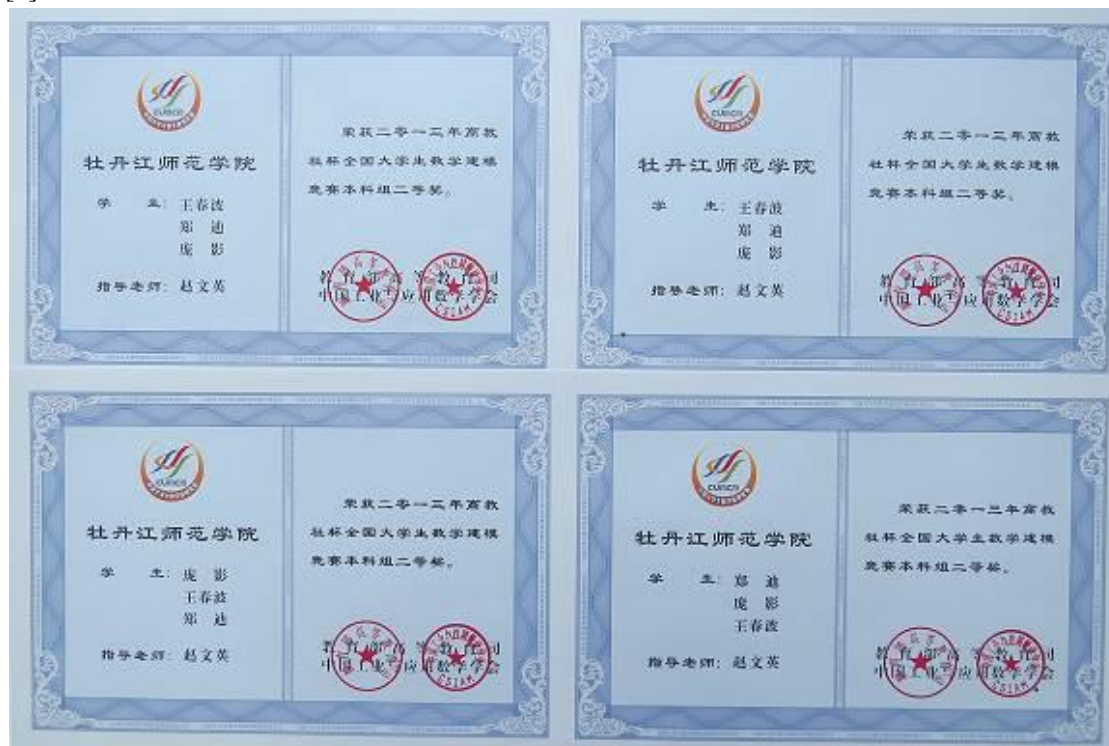 牡丹江师范学院
学 生: 王春波
郑 迪
庞 影
指导老师: 赵文英
荣获二零一三年高教
社杯全国大学生数学建模
竞赛本科组二等奖。
教育部高等教育司
中国工业与应用数学学会
CSIAM
牡丹江师范学院
学 生: 王春波
郑 迪
庞 影
指导老师: 赵文英
荣获二零一三年高教
社杯全国大学生数学建模
竞赛本科组二等奖。
教育部高等教育司
中国工业与应用数学学会
CSIAM
牡丹江师范学院
学 生: 庞 影
王春波
郑 迪
指导老师: 赵文英
荣获二零一三年高教
社杯全国大学生数学建模
竞赛本科组二等奖。
教育部高等教育司
中国工业与应用数学学会
CSIAM
牡丹江师范学院
学 生: 郑 迪
庞 影
王春波
指导老师: 赵文英
荣获二零一三年高教
社杯全国大学生数学建模
竞赛本科组二等奖。
教育部高等教育司
中国工业与应用数学学会
CSIAM